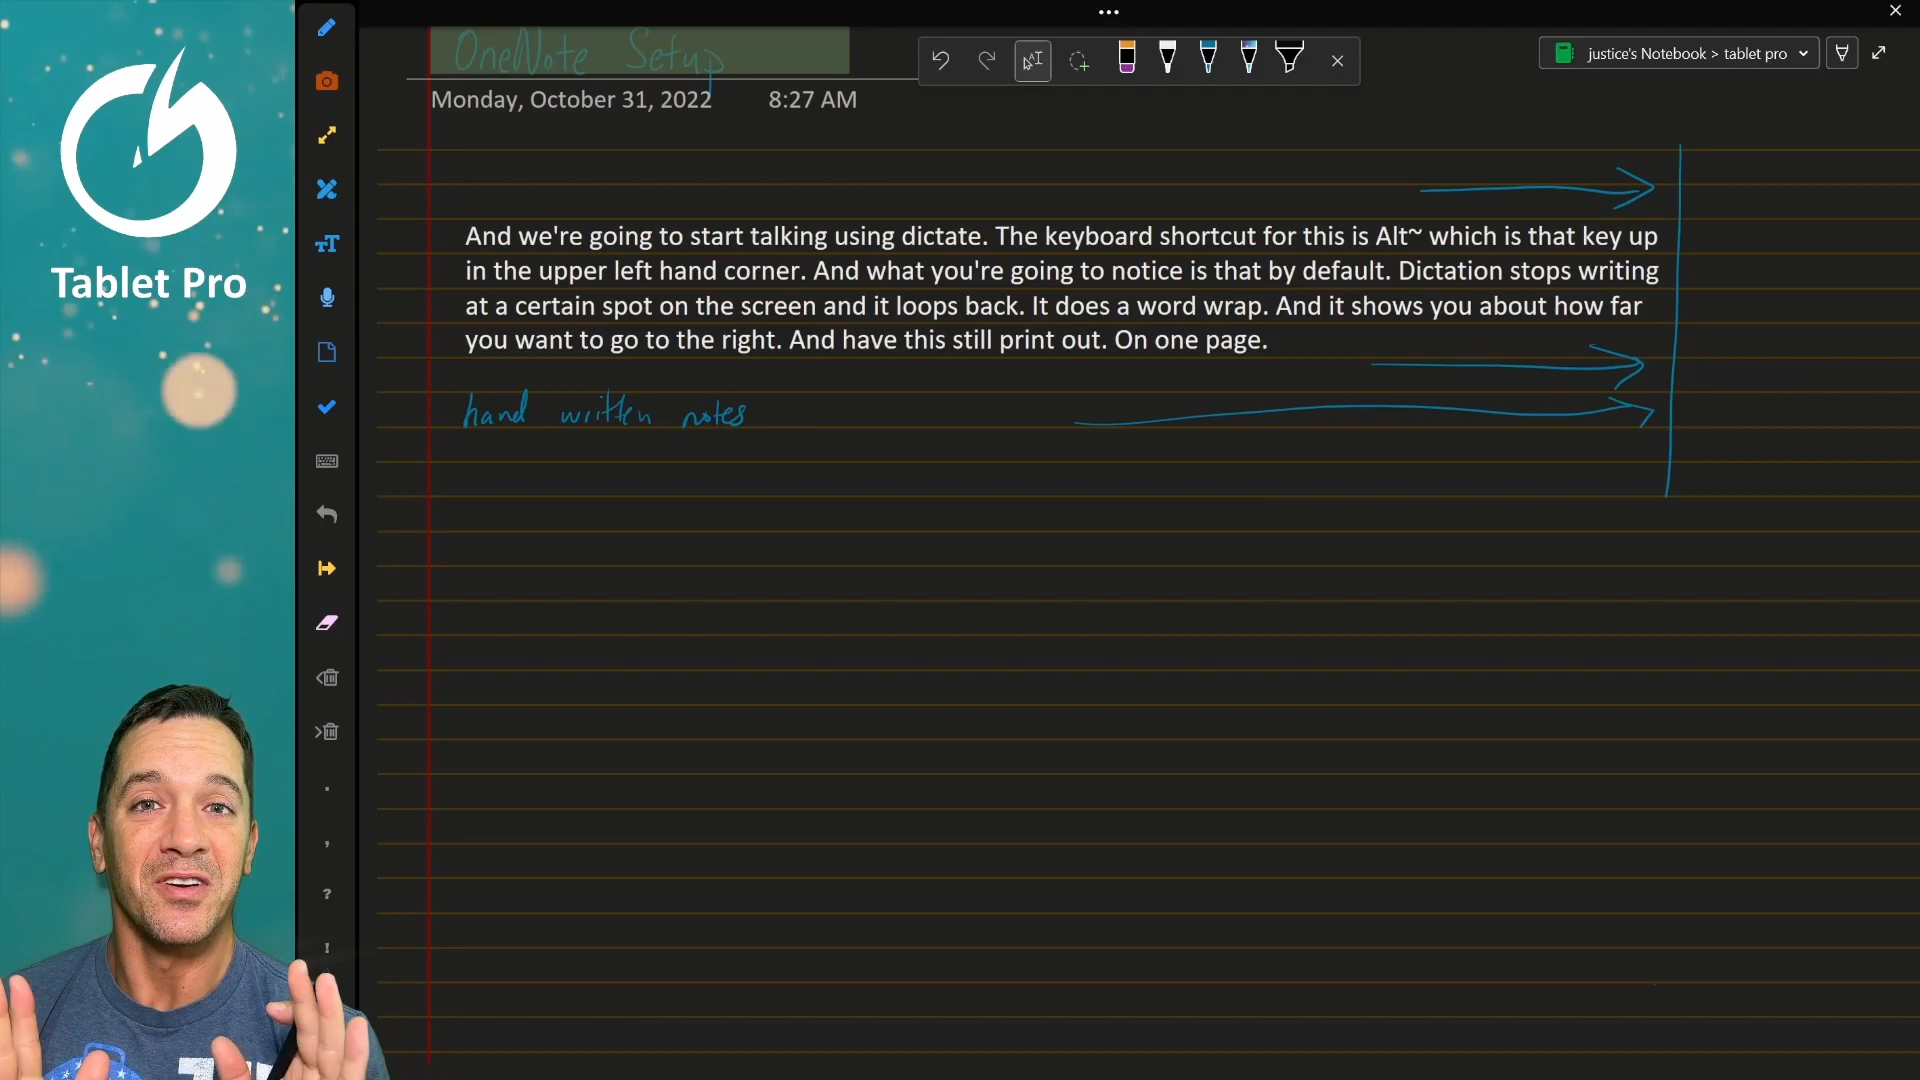 OneNote Setup
justice's Notebook > tablet pro
Monday, October 31, 2022 8:27 AM
Tablet Pro
And we're going to start talking using dictate. The keyboard shortcut for this is Alt~ which is that key up
in the upper left hand corner. And what you're going to notice is that by default. Dictation stops writing
at a certain spot on the screen and it loops back. It does a word wrap. And it shows you about how far
you want to go to the right. And have this still print out. On one page.
hand written notes